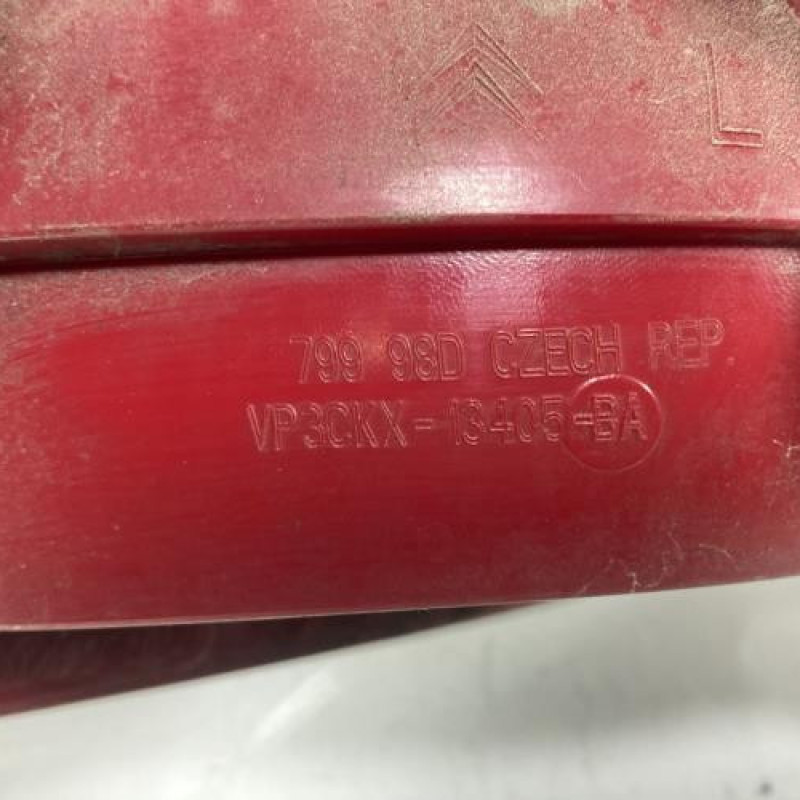 L
799 98D CZECH REP
VP3CKX-13405-BA